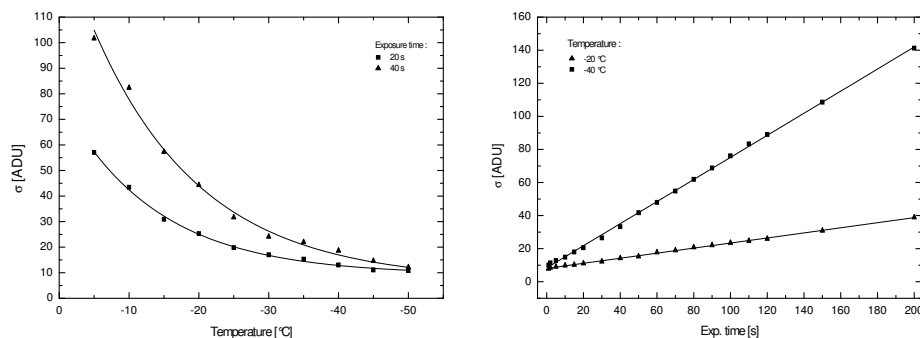 110
100
90
80
70
60
50
40
30
20
10
0
σ [ADU]
Exposure time :
20 s
40 s
-10
-20
-30
-40
-50
Temperature [°C]
160
140
120
100
80
60
40
20
0
σ [ADU]
Temperature :
-20 °C
-40 °C
0 20 40 60 80 100 120 140 160 180 200
Exp. time [s]